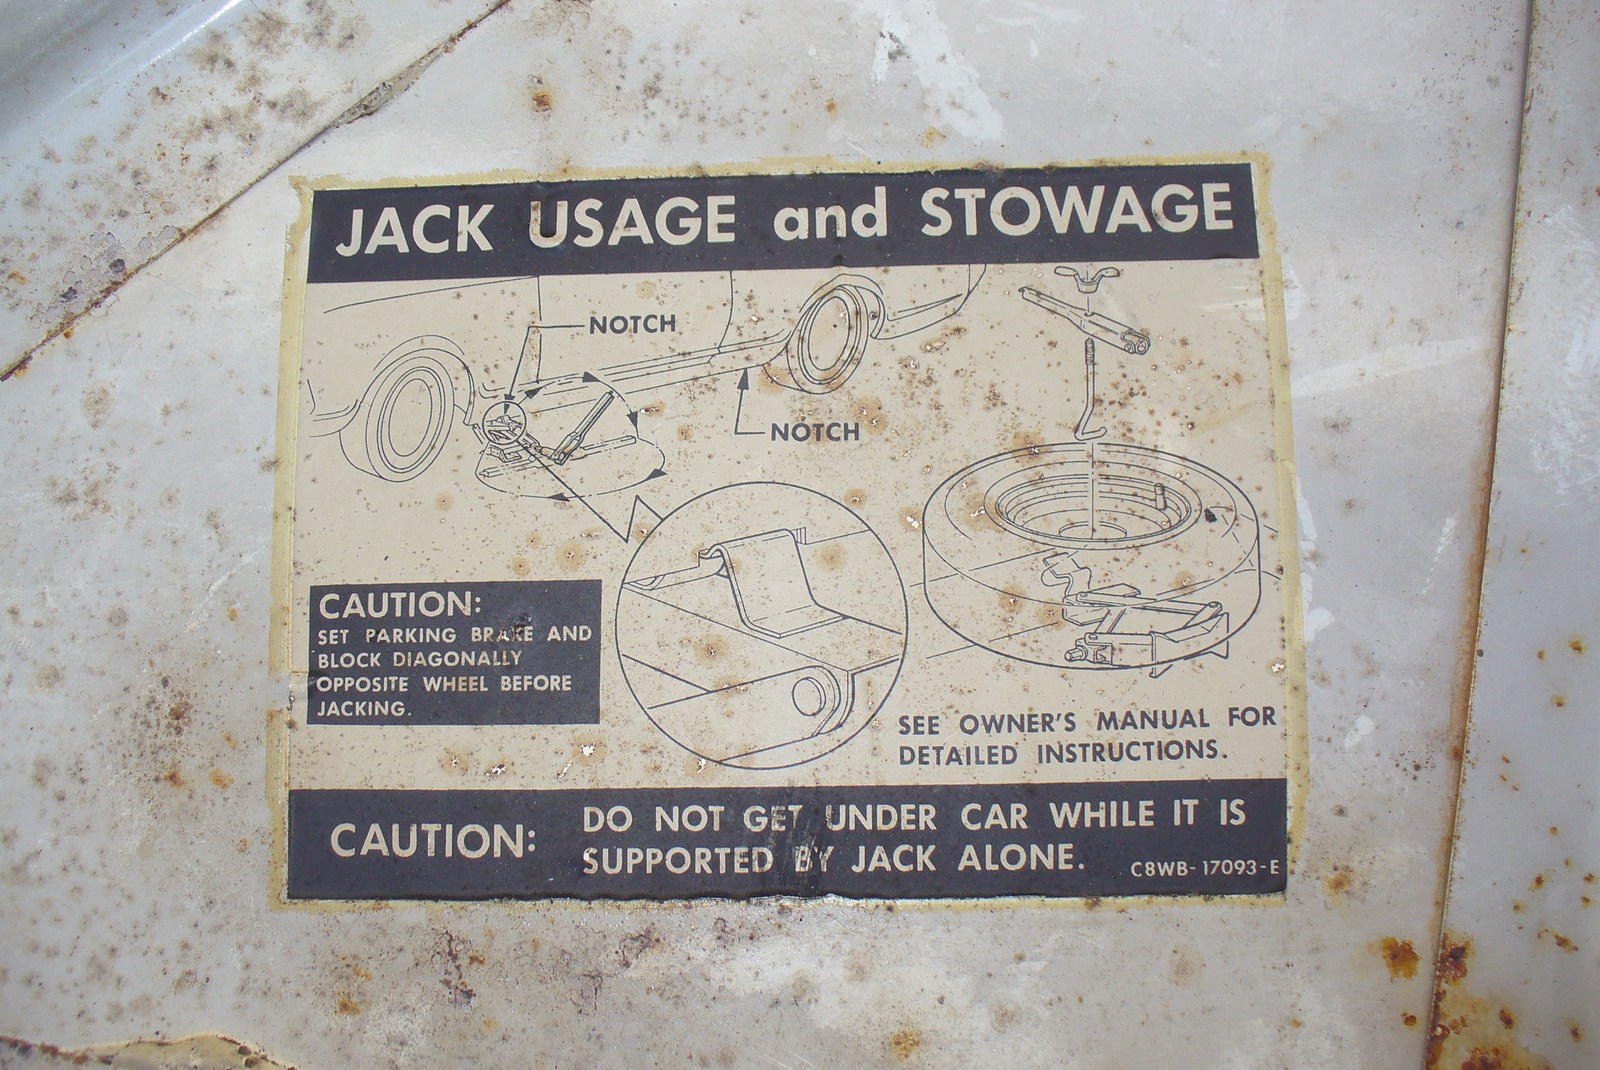 JACK USAGE and STOWAGE
NOTCH
NOTCH
CAUTION:
SET PARKING BRAKE AND
BLOCK DIAGONALLY
OPPOSITE WHEEL BEFORE
JACKING.
SEE OWNER'S MANUAL FOR
DETAILED INSTRUCTIONS.
CAUTION:
DO NOT GET UNDER CAR WHILE IT IS
SUPPORTED BY JACK ALONE.
C8WB-17093-E